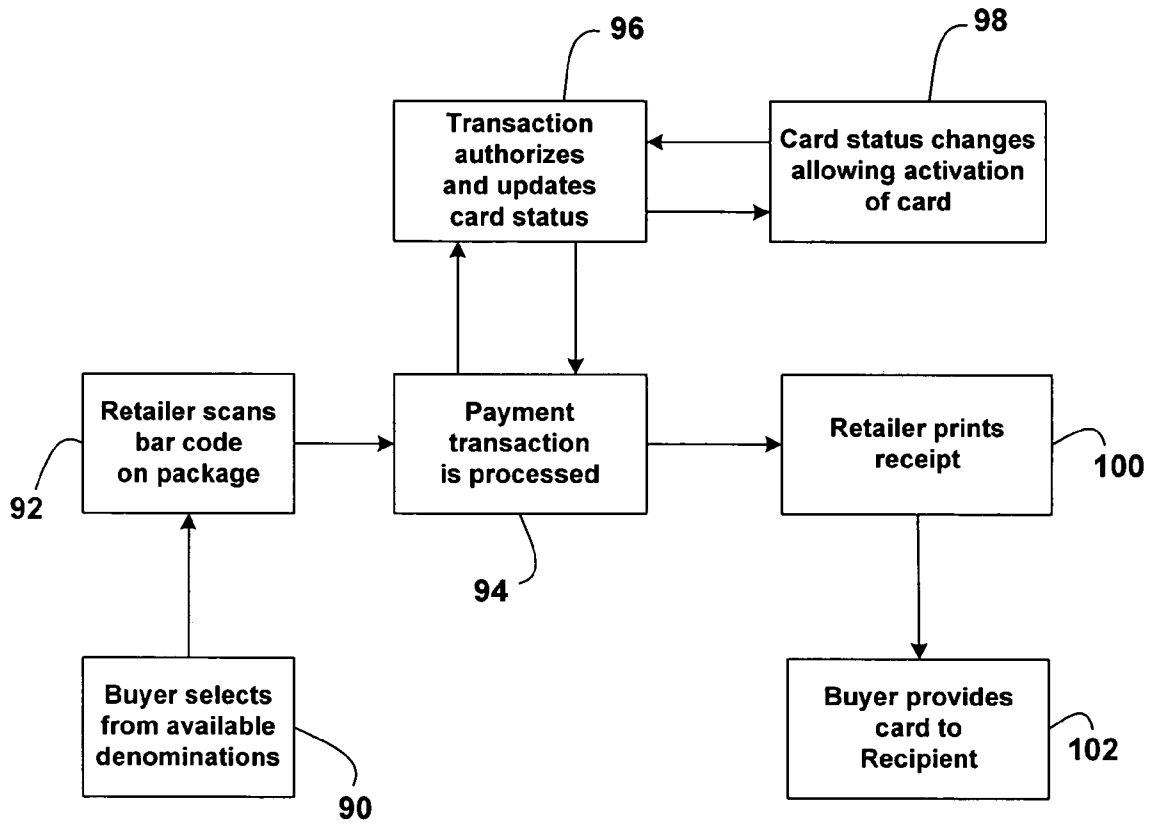 96
98
Transaction
authorizes
and updates
card status
Card status changes
allowing activation
of card
Retailer scans
bar code
on package
92
Payment
transaction
is processed
94
Retailer prints
receipt
100
Buyer selects
from available
denominations
90
Buyer provides
card to
Recipient
102